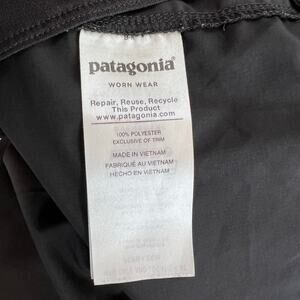 patagonia®
WORN WEAR
Repair, Reuse, Recycle
This Product
www.patagonia.com
100% POLYESTER
EXCLUSIVE OF TRIM
MADE IN VIETNAM
FABRIQUÉ AU VIETNAM
HECHO EN VIETNAM